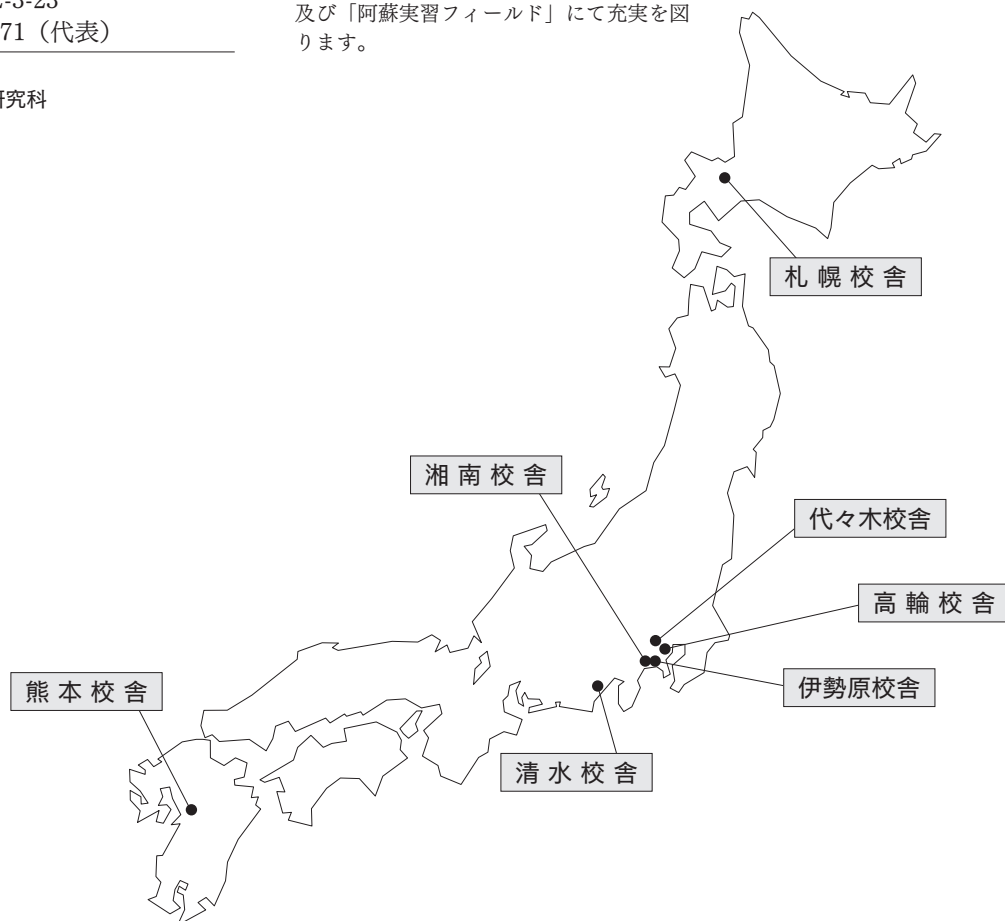 2-3-23
71（代表）
研究科
及び「阿蘇実習フィールド」にて充実を図
ります。
札幌校舎
湘南校舎
代々木校舎
高輪校舎
熊本校舎
伊勢原校舎
清水校舎